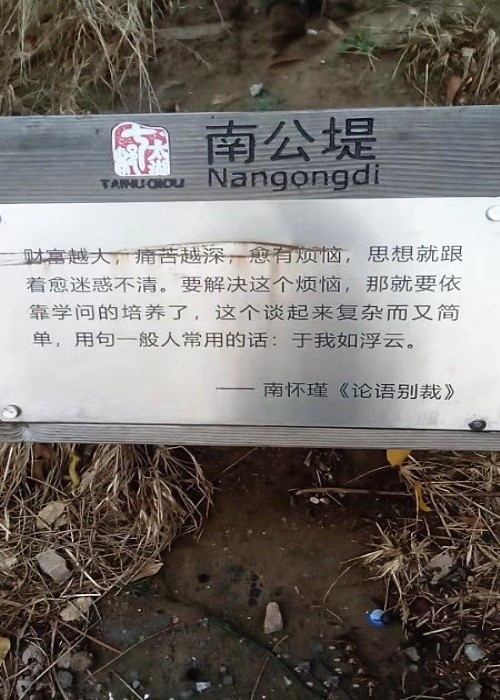 南公堤
TAIHU QIDU
Nangongdi
财富越大，痛苦越深，愈有烦恼，思想就跟
着愈迷惑不清。要解决这个烦恼，那就要依
靠学问的培养了，这个谈起来复杂而又简
单，用句一般人常用的话：于我如浮云。
—— 南怀瑾《论语别裁》